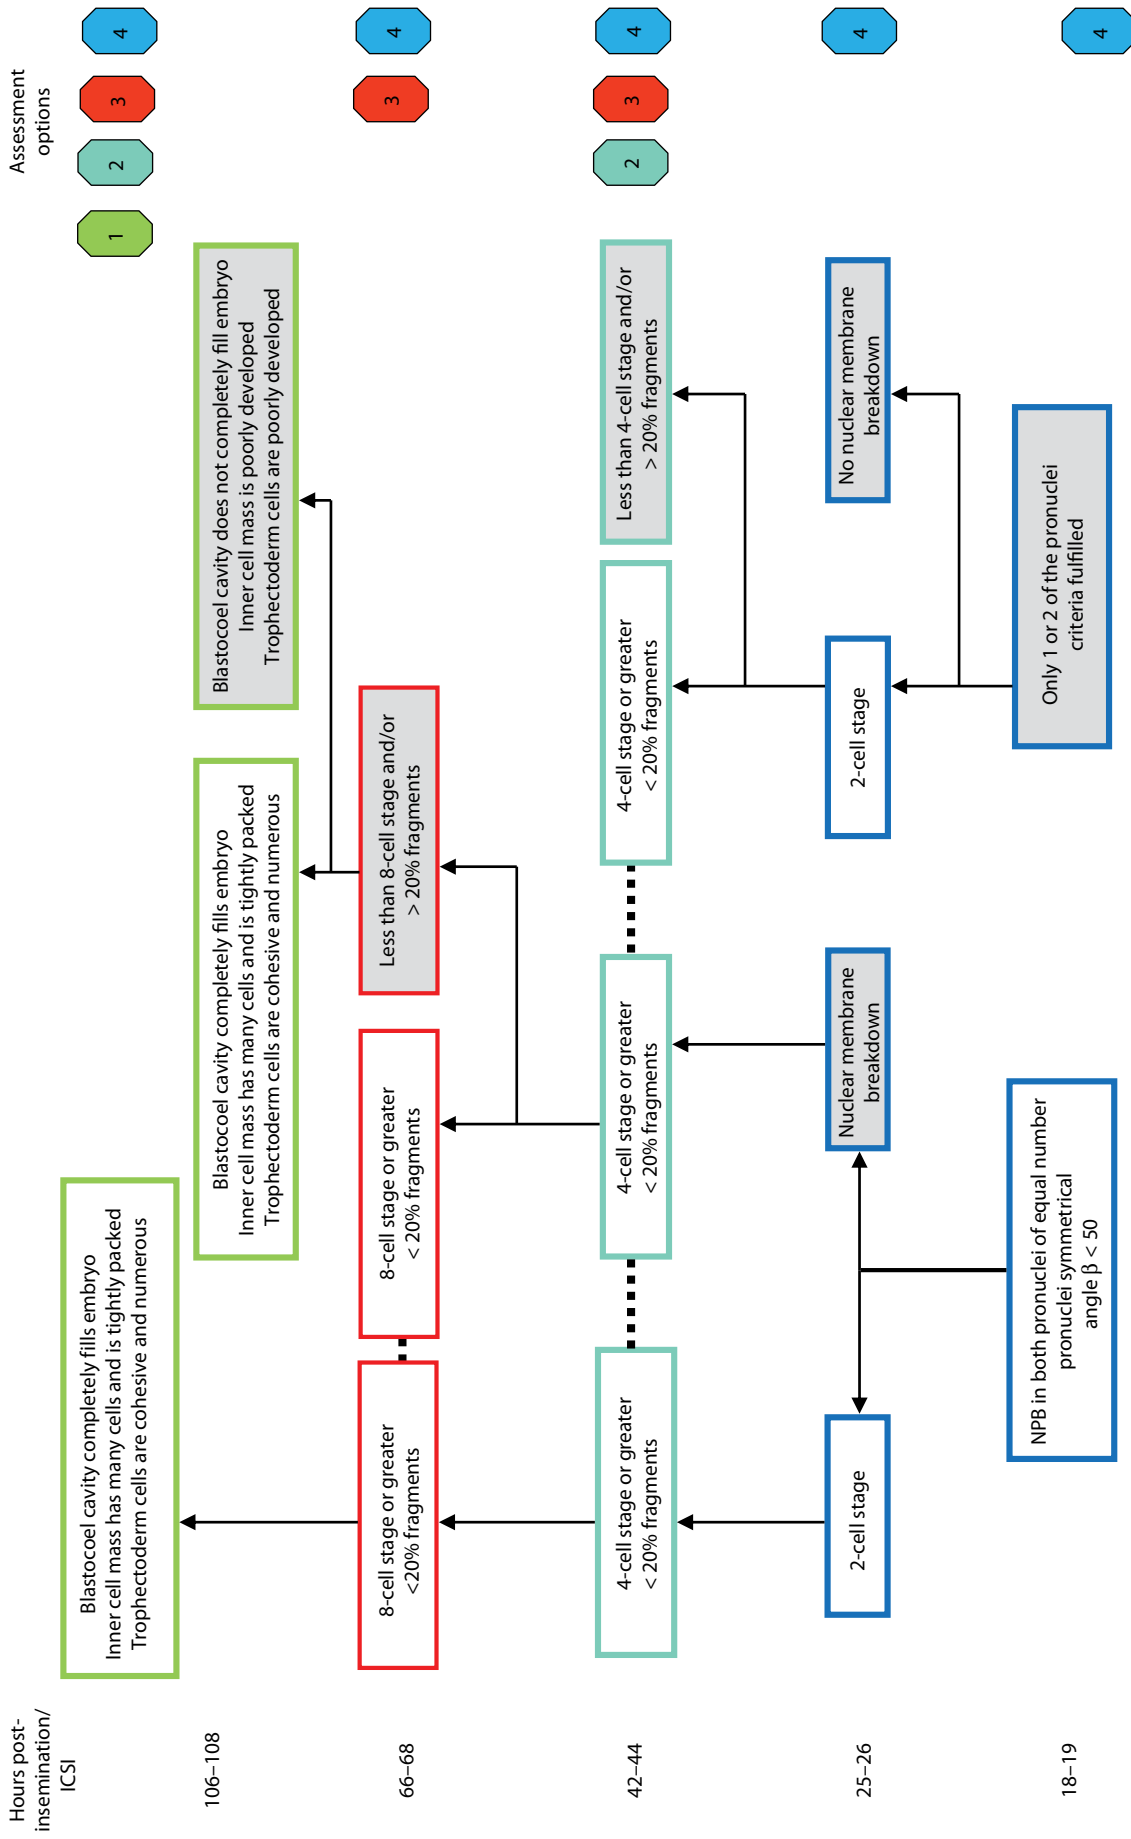 Hours post-
insemination/
ICSI
Assessment
options
1
2
3
4
Blastocoel cavity completely fills embryo
Inner cell mass has many cells and is tightly packed
Trophectoderm cells are cohesive and numerous
106–108
Blastocoel cavity completely fills embryo
Inner cell mass has many cells and is tightly packed
Trophectoderm cells are cohesive and numerous
Blastocoel cavity does not completely fill embryo
Inner cell mass is poorly developed
Trophectoderm cells are poorly developed
66–68
8-cell stage or greater
<20% fragments
8-cell stage or greater
< 20% fragments
Less than 8-cell stage and/or
> 20% fragments
3
4
42–44
4-cell stage or greater
< 20% fragments
4-cell stage or greater
< 20% fragments
4-cell stage or greater
< 20% fragments
Less than 4-cell stage and/or
> 20% fragments
2
3
4
25–26
2-cell stage
Nuclear membrane
breakdown
2-cell stage
No nuclear membrane
breakdown
4
18–19
NPB in both pronuclei of equal number
pronuclei symmetrical
angle β < 50
Only 1 or 2 of the pronuclei
criteria fulfilled
4